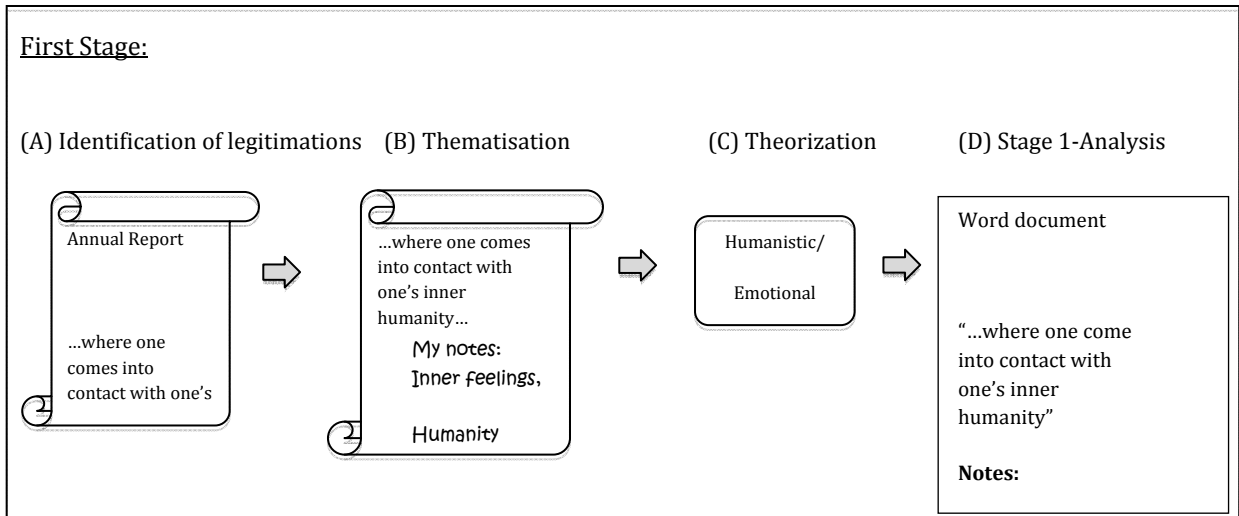 First Stage:
(A) Identification of legitimations (B) Thematisation (C) Theorization (D) Stage 1-Analysis
Annual Report
…where one
comes into
contact with one's
…where one comes
into contact with
one's inner
humanity…
My notes:
Inner feelings,
Humanity
Humanistic/
Emotional
Word document
“…where one come
into contact with
one's inner
humanity”
Notes: